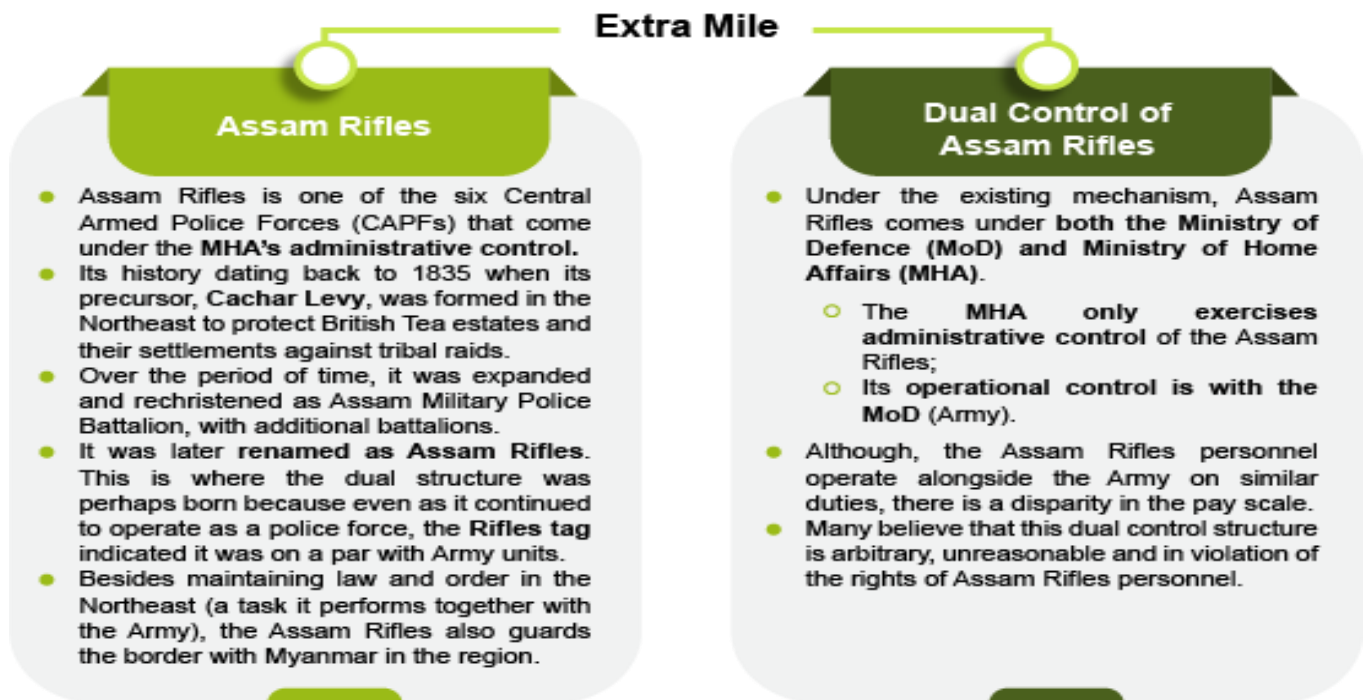 Extra Mile
Assam Rifles
Assam Rifles is one of the six Central
Armed Police Forces (CAPFs) that come
under the MHA's administrative control.
Its history dating back to 1835 when its
precursor, Cachar Levy, was formed in the
Northeast to protect British Tea estates and
their settlements against tribal raids.
Over the period of time, it was expanded
and rechristened as Assam Military Police
Battalion, with additional battalions.
It was later renamed as Assam Rifles.
This is where the dual structure was
perhaps born because even as it continued
to operate as a police force, the Rifles tag
indicated it was on a par with Army units.
Besides maintaining law and order in the
Northeast (a task it performs together with
the Army), the Assam Rifles also guards
the border with Myanmar in the region.
Dual Control of
Assam Rifles
Under the existing mechanism, Assam
Rifles comes under both the Ministry of
Defence (MoD) and Ministry of Home
Affairs (MHA).
The MHA only exercises
administrative control of the Assam
Rifles;
Its operational control is with the
MoD (Army).
Although, the Assam Rifles personnel
operate alongside the Army on similar
duties, there is a disparity in the pay scale.
Many believe that this dual control structure
is arbitrary, unreasonable and in violation of
the rights of Assam Rifles personnel.